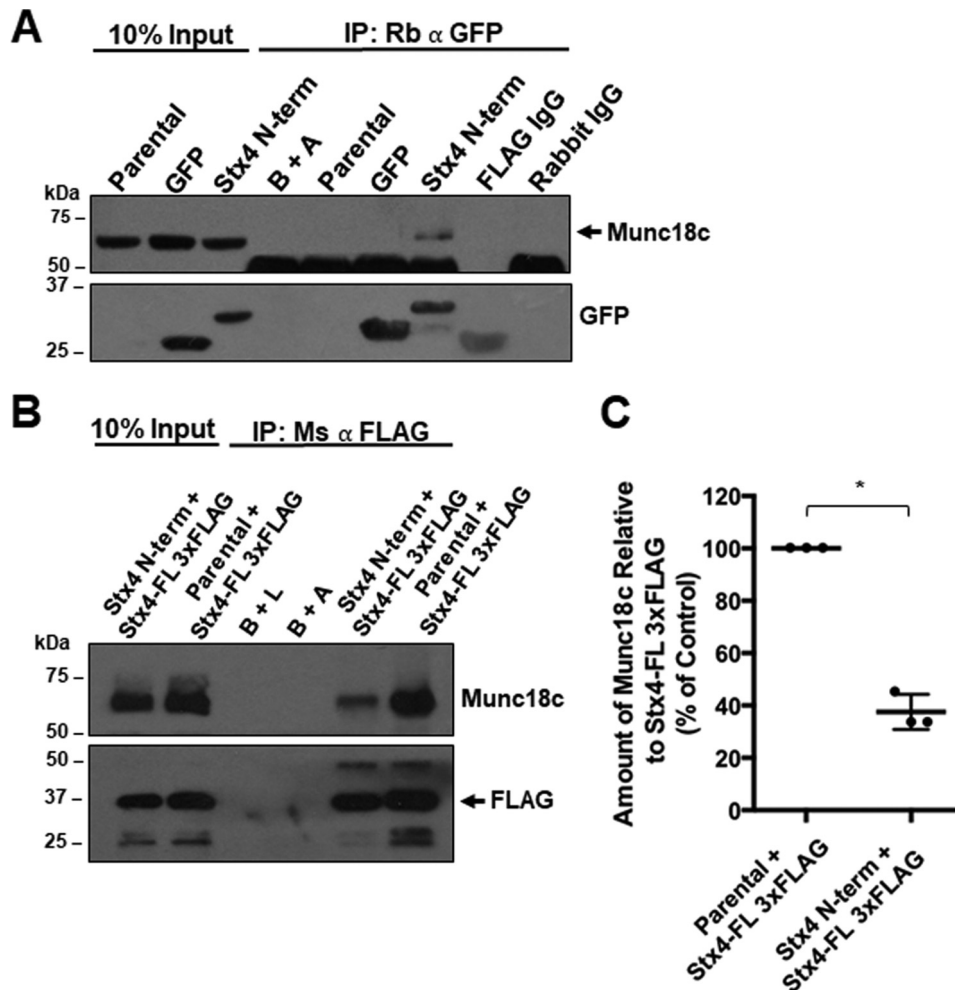 A
10% Input
IP: Rb α GFP
Parental
GFP
Stx4 N-term
B + A
Parental
GFP
Stx4 N-term
FLAG IgG
Rabbit IgG
kDa
75 –
50 –
Munc18c
37 –
25 –
GFP
B
10% Input
IP: Ms α FLAG
Stx4 N-term +
Stx4-FL 3xFLAG
Parental +
Stx4-FL 3xFLAG
B + L
B + A
Stx4 N-term +
Stx4-FL 3xFLAG
Parental +
Stx4-FL 3xFLAG
kDa
75 –
50 –
Munc18c
50 –
37 –
25 –
FLAG
C
Amount of Munc18c Relative
to Stx4-FL 3xFLAG
(% of Control)
120
100
80
60
40
20
0
*
Parental +
Stx4-FL 3xFLAG
Stx4 N-term +
Stx4-FL 3xFLAG